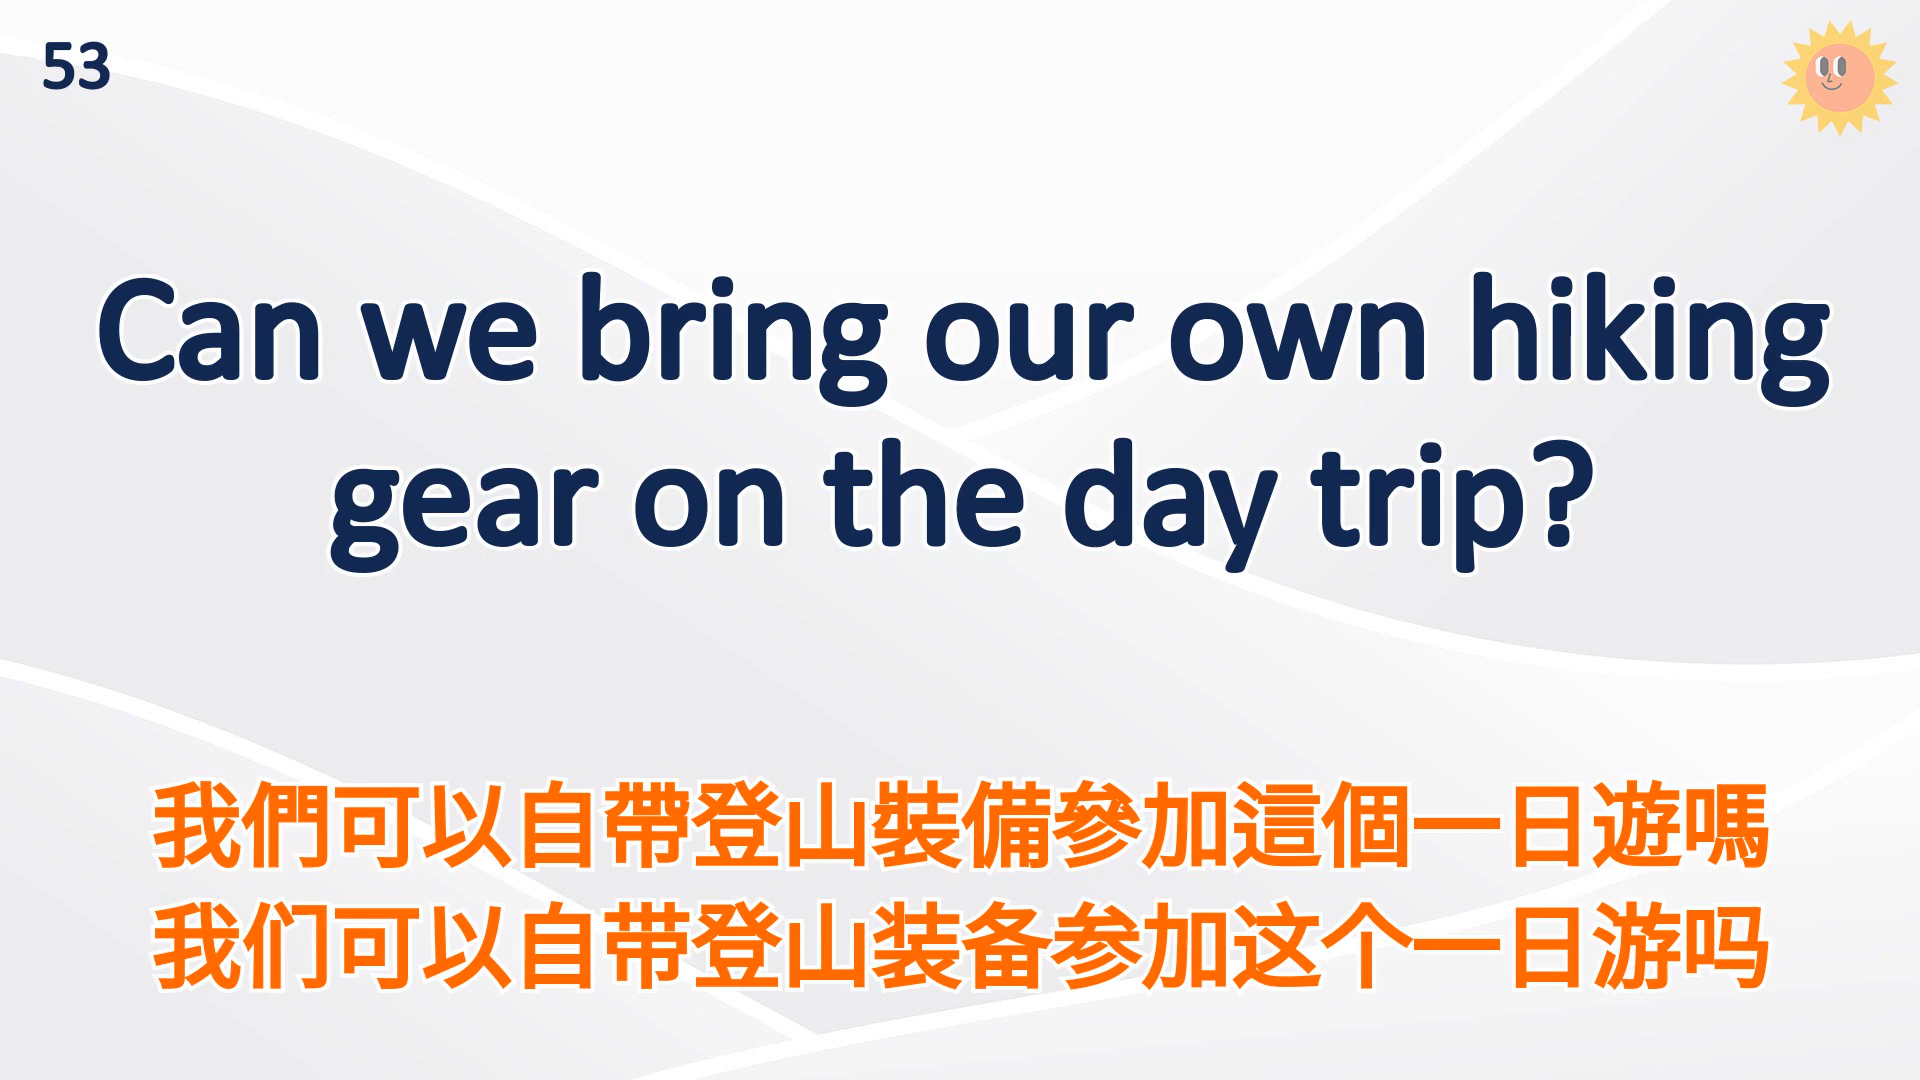 53
Can we bring our own hiking
gear on the day trip?
我們可以自帶登山裝備參加這個一日遊嗎
我们可以自带登山装备参加这个一日游吗